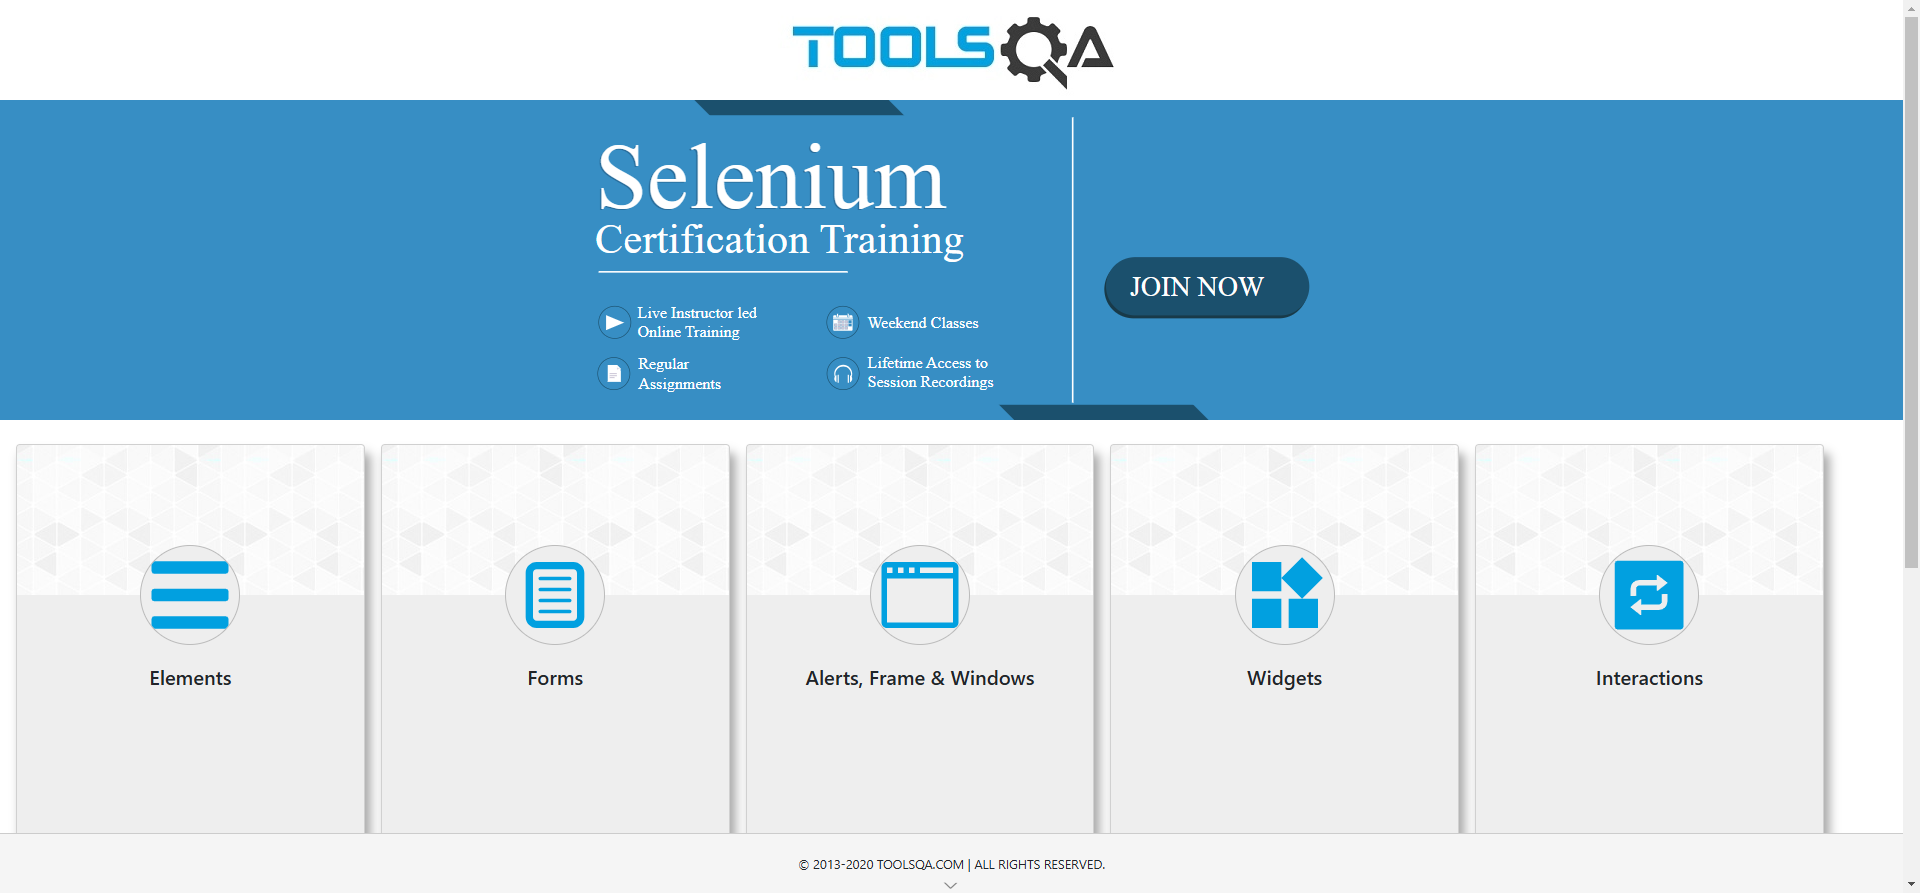 TOOLSQA
Selenium
Certification Training
JOIN NOW
Live Instructor led
Online Training
Weekend Classes
Regular
Assignments
Lifetime Access to
Session Recordings
Elements
Forms
Alerts, Frame & Windows
Widgets
Interactions
© 2013-2020 TOOLSQA.COM | ALL RIGHTS RESERVED.